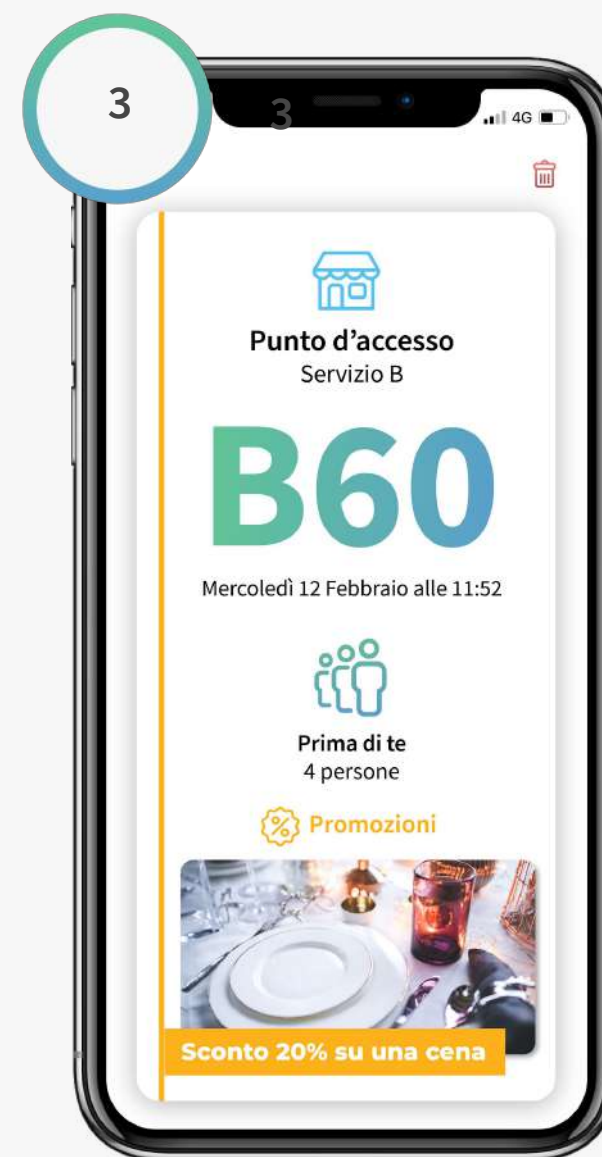 3
3
4G
Punto d’accesso
Servizio B
B60
Mercoledì 12 Febbraio alle 11:52
Prima di te
4 persone
% Promozioni
Sconto 20% su una cena